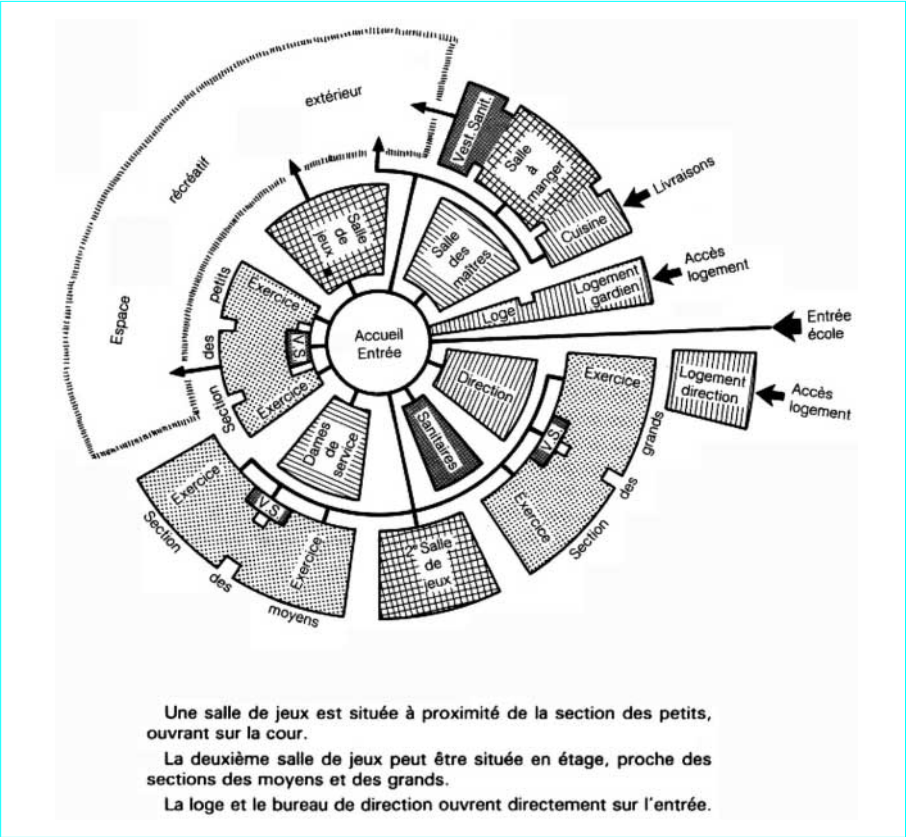 extérieur
récréatif
Espace
Vest. Sanit.
Salle
à
manger
Cuisine
Livraisons
Salle
de
jeux
Salle
des
maîtres
Accès
logement
Logement
gardien
Loge
Entrée
école
Accueil
Entrée
Section
des
petits
Exercice
V.S
Exercice
Direction
Exercice
Logement
direction
Accès
logement
Dames
de
service
Sanitaires
V.S
Exercice
Section
des
grands
Exercice
V.S
Exercice
Section
des
moyens
2e Salle
de
jeux
Une salle de jeux est située à proximité de la section des petits,
ouvrant sur la cour.
La deuxième salle de jeux peut être située en étage, proche des
sections des moyens et des grands.
La loge et le bureau de direction ouvrent directement sur l'entrée.